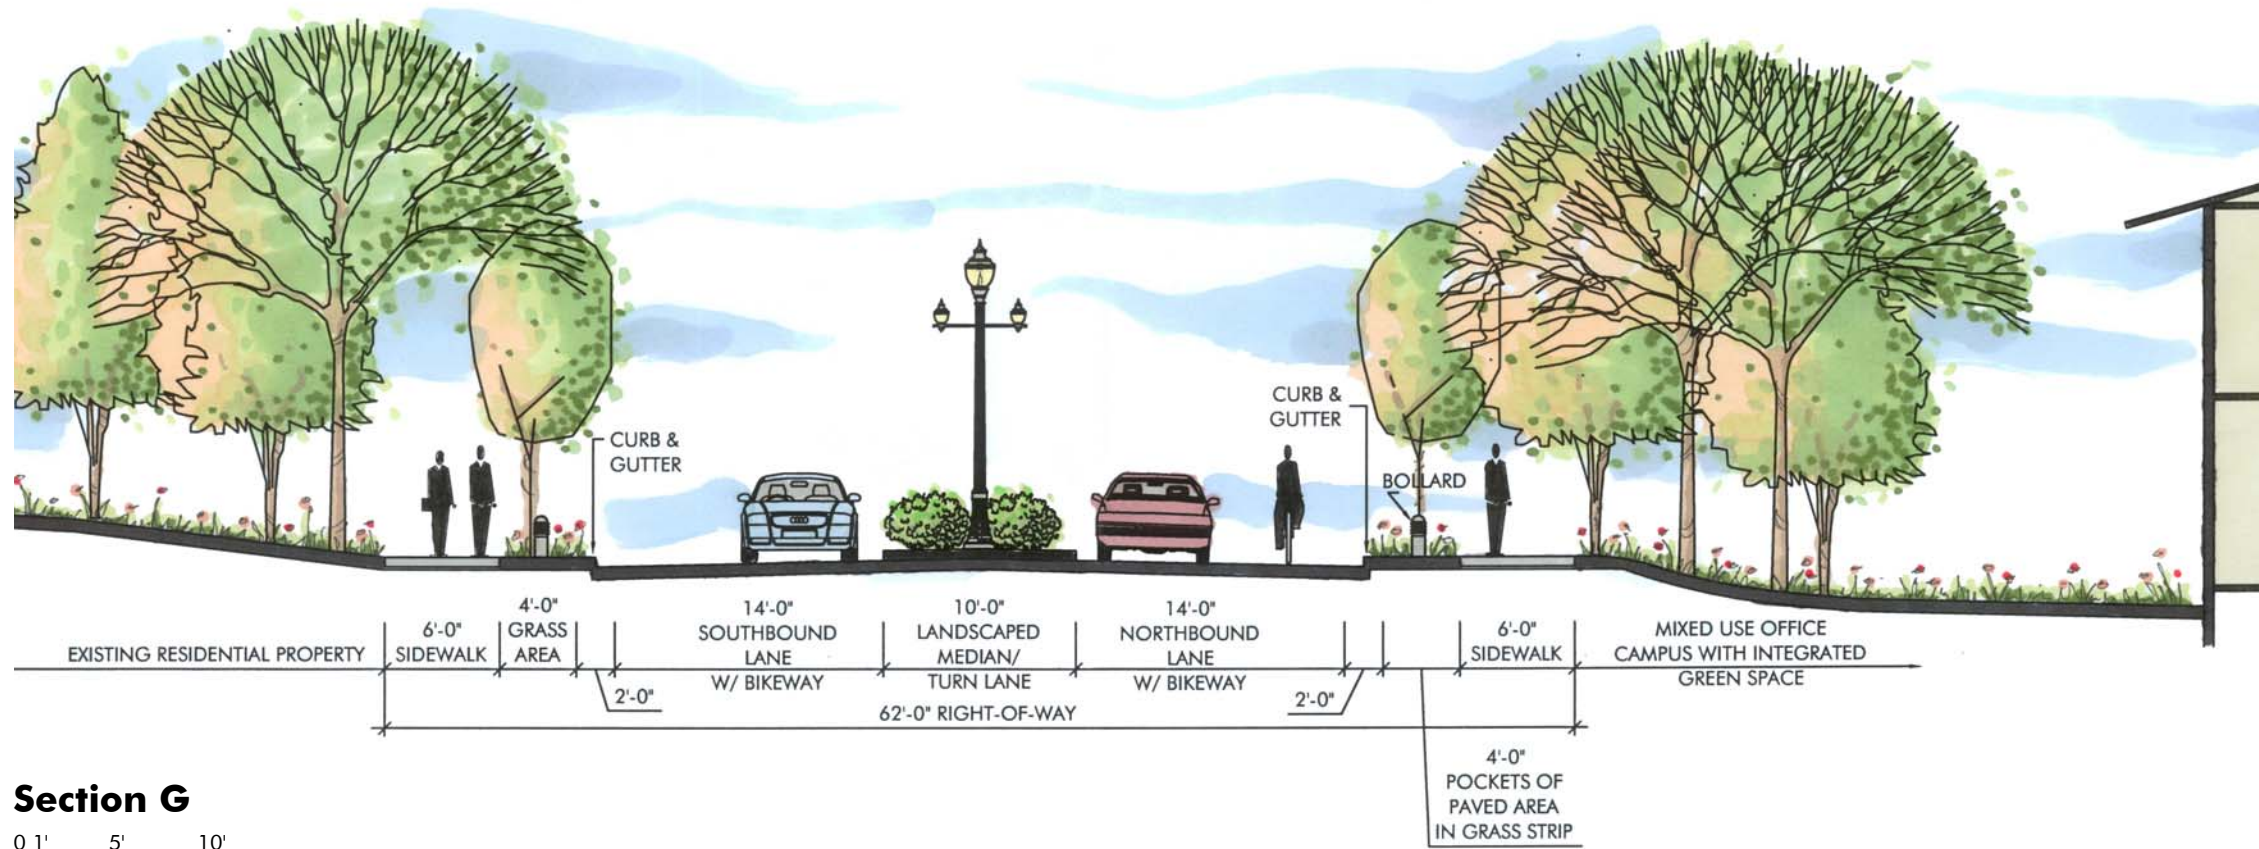 CURB &
GUTTER
CURB &
GUTTER
BOLLARD
EXISTING RESIDENTIAL PROPERTY
6'-0"
SIDEWALK
4'-0"
GRASS
AREA
2'-0"
14'-0"
SOUTHBOUND
LANE
W/ BIKEWAY
10'-0"
LANDSCAPED
MEDIAN/
TURN LANE
14'-0"
NORTHBOUND
LANE
W/ BIKEWAY
2'-0"
6'-0"
SIDEWALK
MIXED USE OFFICE
CAMPUS WITH INTEGRATED
GREEN SPACE
62'-0" RIGHT-OF-WAY
4'-0"
POCKETS OF
PAVED AREA
IN GRASS STRIP
Section G
0 1' 5' 10'